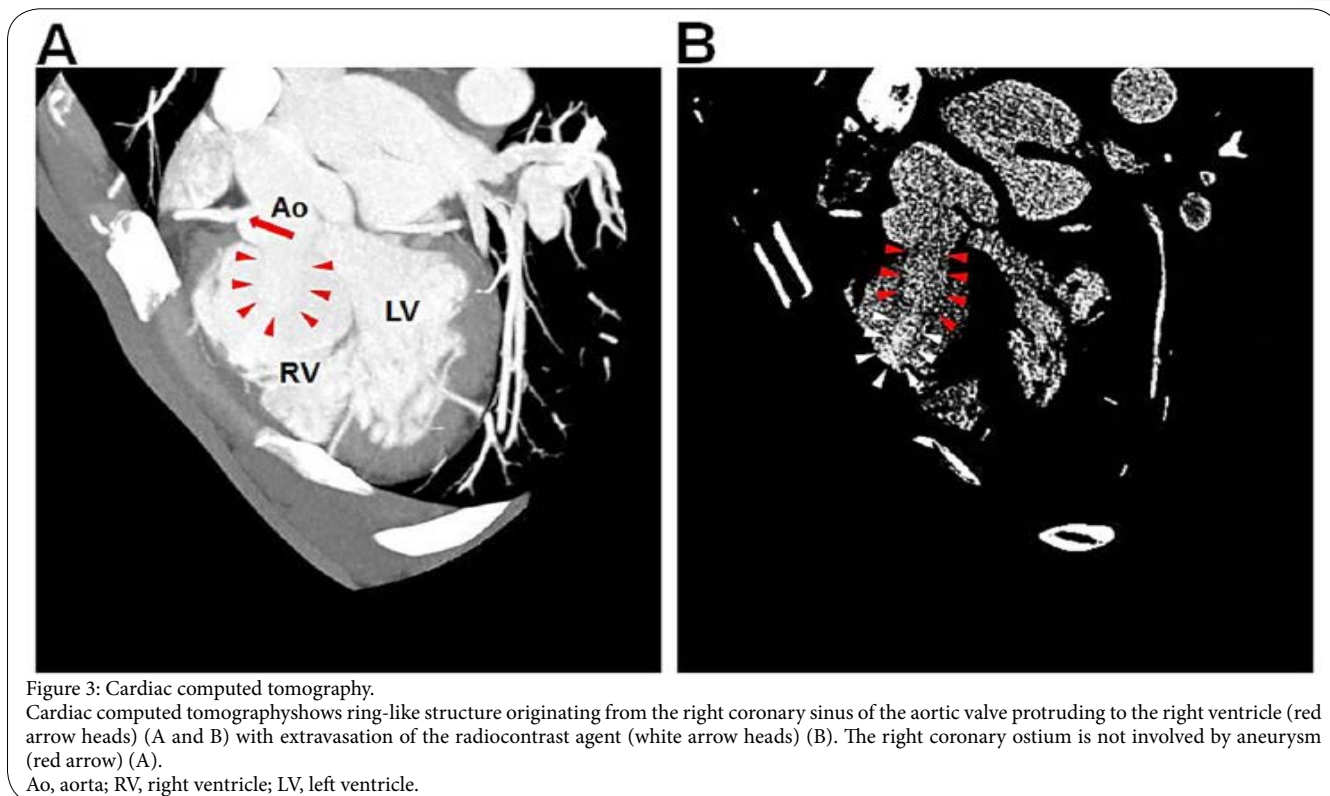 A
B
Ao
LV
RV
Figure 3: Cardiac computed tomography.
Cardiac computed tomographyshows ring-like structure originating from the right coronary sinus of the aortic valve protruding to the right ventricle (red
arrow heads) (A and B) with extravasation of the radiocontrast agent (white arrow heads) (B). The right coronary ostium is not involved by aneurysm
(red arrow) (A).
Ao, aorta; RV, right ventricle; LV, left ventricle.